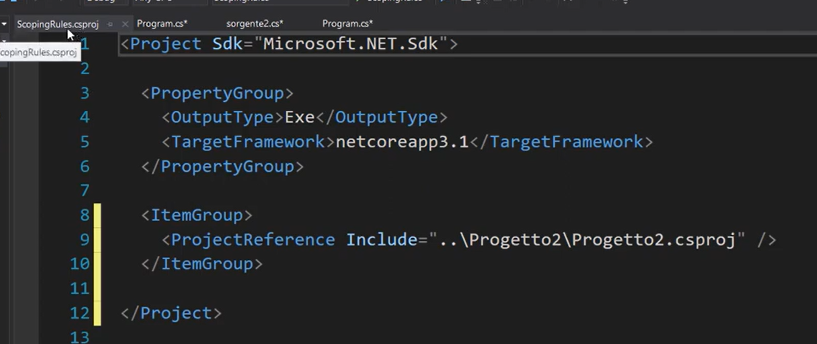 ScopingRules.csproj
Program.cs*
sorgente2.cs*
Program.cs*
copingRules.csproj
1 <Project Sdk="Microsoft.NET.Sdk">
2
3 <PropertyGroup>
4 <OutputType>Exe</OutputType>
5 <TargetFramework>netcoreapp3.1</TargetFramework>
6 </PropertyGroup>
7
8 <ItemGroup>
9 <ProjectReference Include="..\Progetto2\Progetto2.csproj" />
10 </ItemGroup>
11
12 </Project>
13